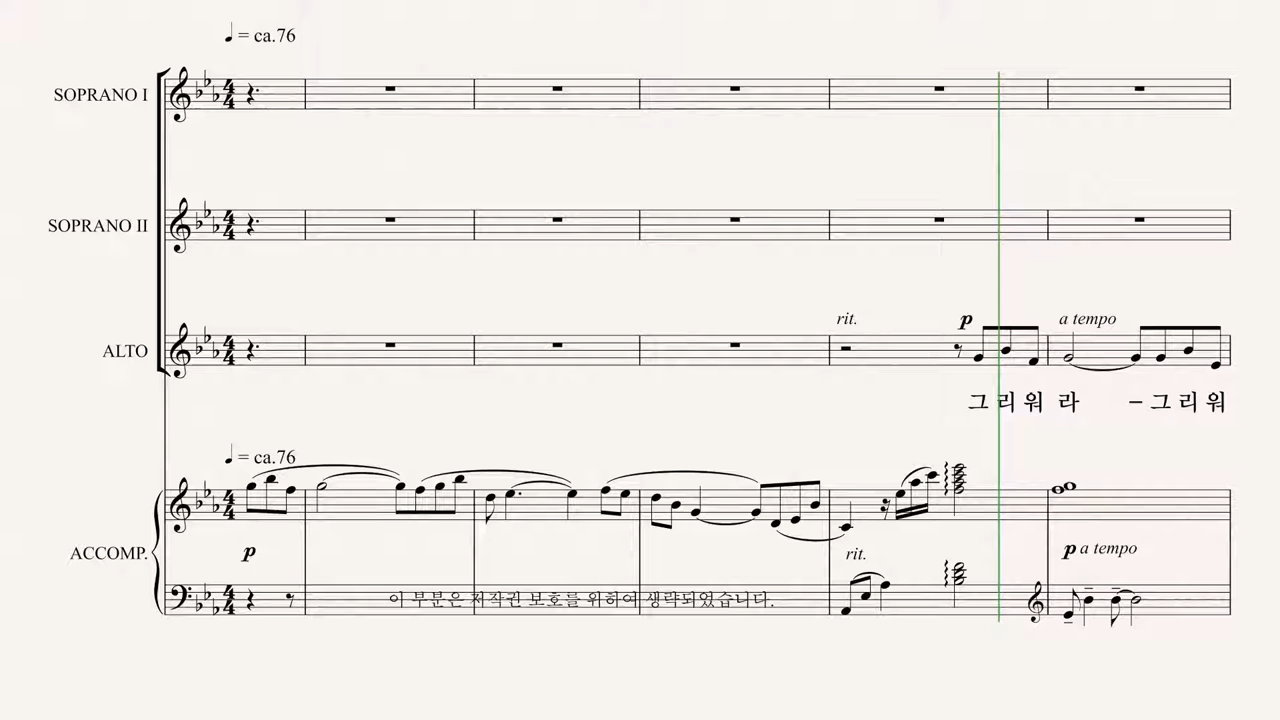 ♩ = ca.76
SOPRANO I
SOPRANO II
rit. p a tempo
ALTO
그리워 라 – 그리워
♩ = ca.76
ACCOMP.
p rit. p a tempo
이 부분은 저작권 보호를 위하여 생략되었습니다.